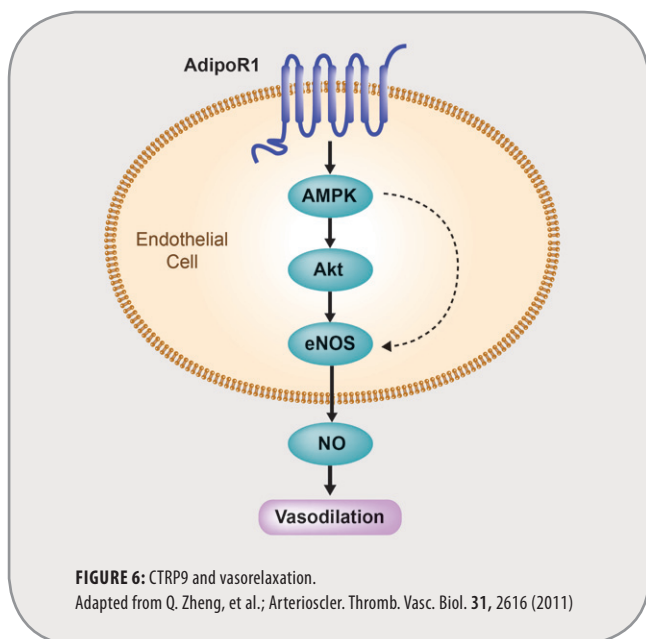 AdipoR1
AMPK
Endothelial
Cell
Akt
eNOS
NO
Vasodilation
FIGURE 6: CTRP9 and vasorelaxation.
Adapted from Q. Zheng, et al.; Arterioscler. Thromb. Vasc. Biol. 31, 2616 (2011)